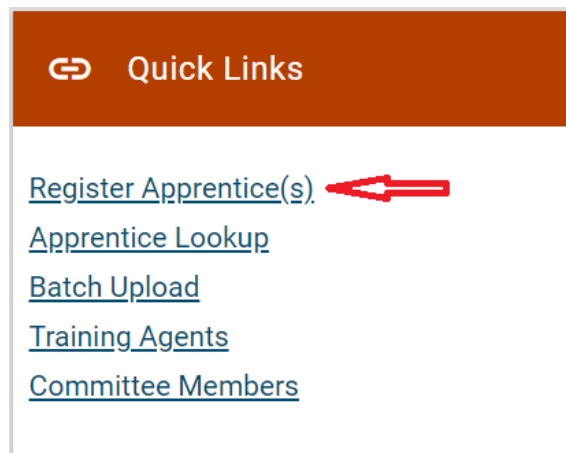 Quick Links
Register Apprentice(s)
Apprentice Lookup
Batch Upload
Training Agents
Committee Members